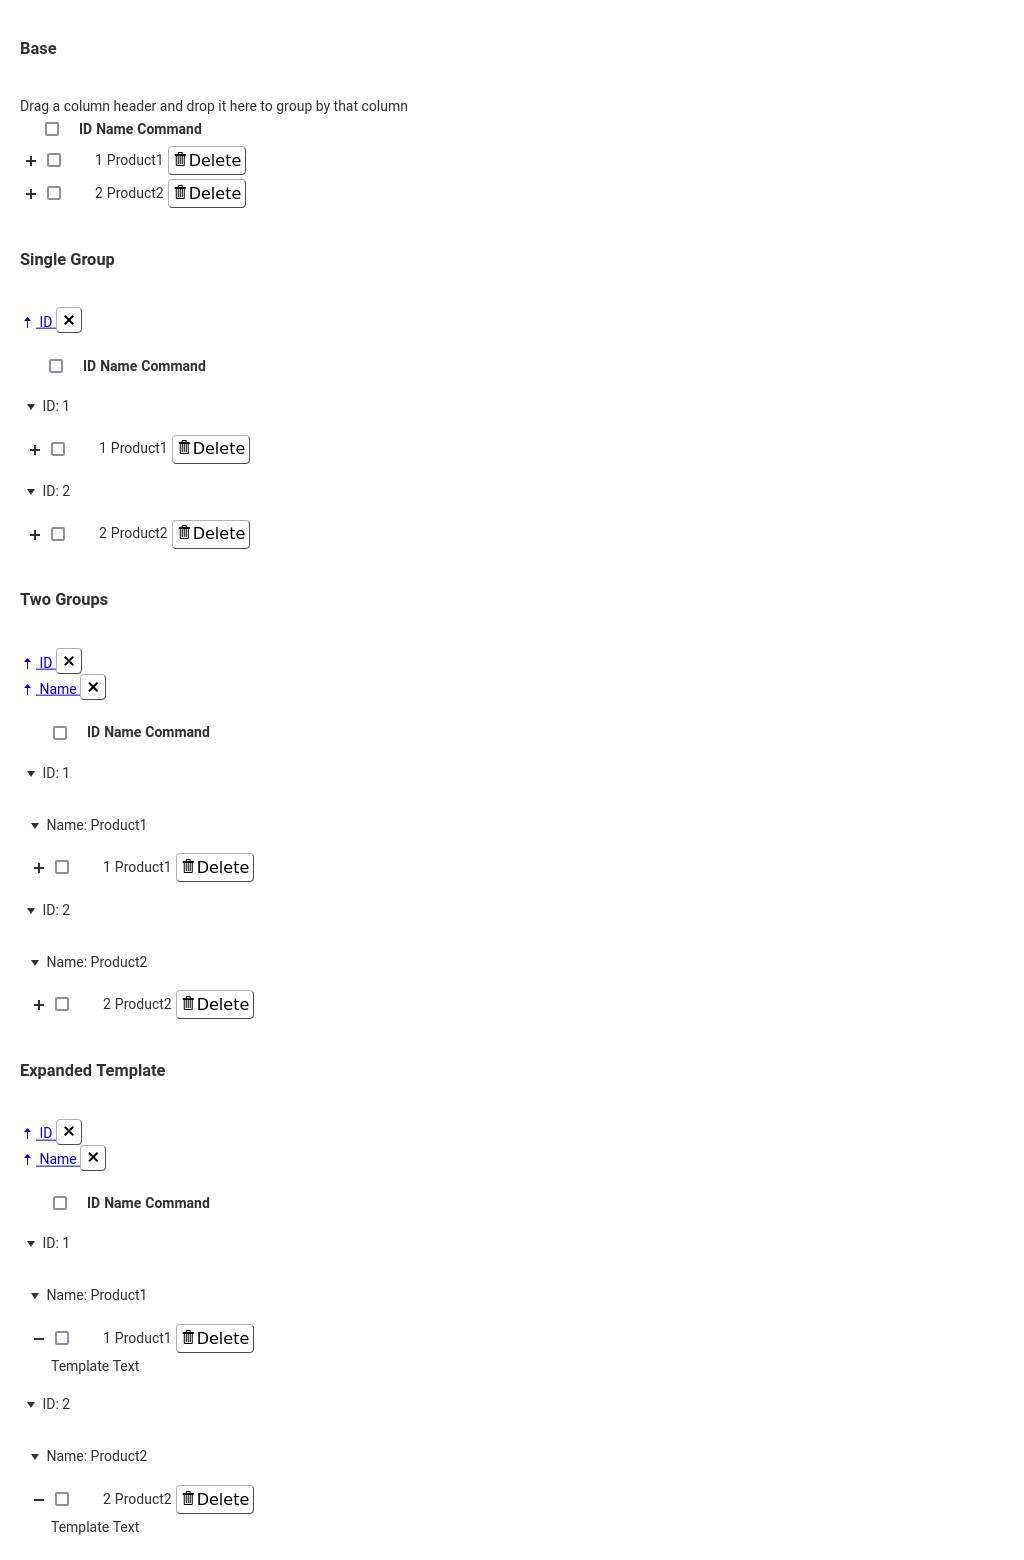 Base
Drag a column header and drop it here to group by that column
ID Name Command
1 Product1 Delete
2 Product2 Delete
Single Group
ID
ID Name Command
ID: 1
1 Product1 Delete
ID: 2
2 Product2 Delete
Two Groups
ID
Name
ID Name Command
ID: 1
Name: Product1
1 Product1 Delete
ID: 2
Name: Product2
2 Product2 Delete
Expanded Template
ID
Name
ID Name Command
ID: 1
Name: Product1
1 Product1 Delete
Template Text
ID: 2
Name: Product2
2 Product2 Delete
Template Text